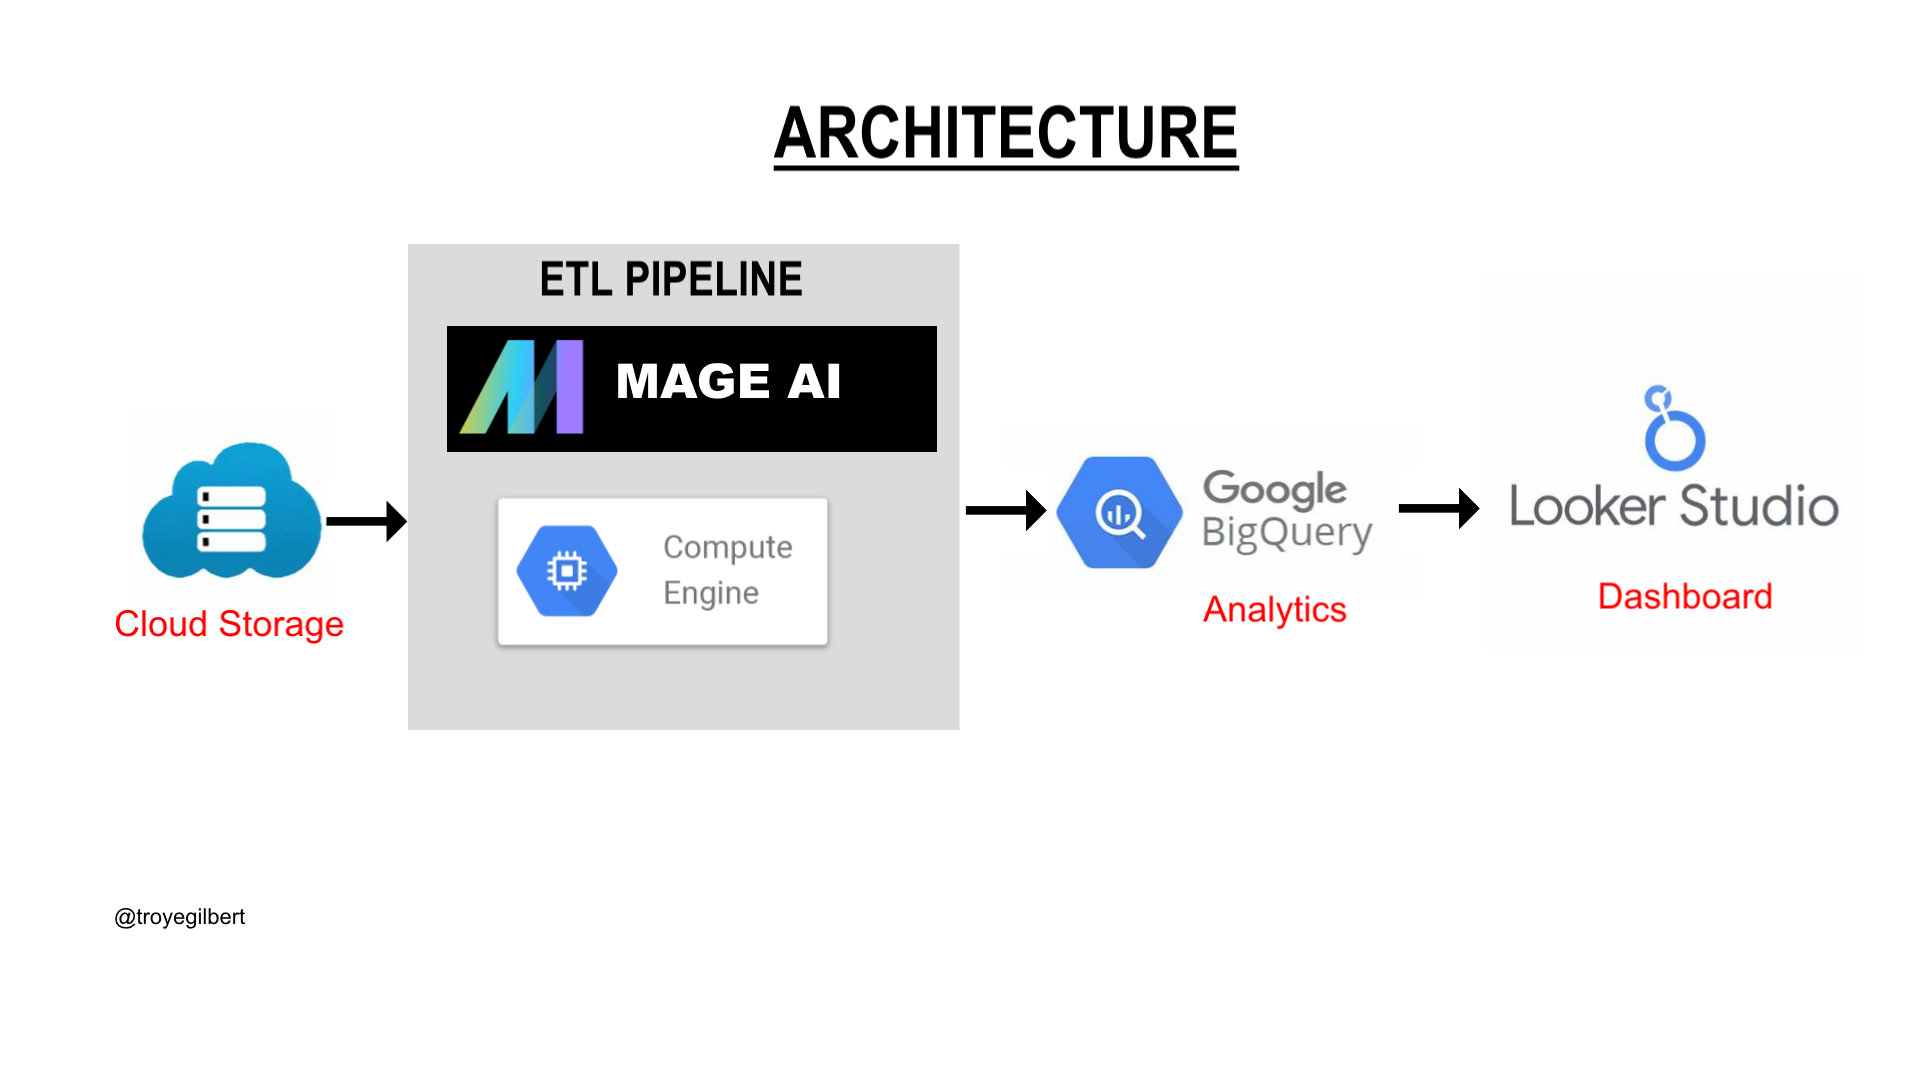 ARCHITECTURE
ETL PIPELINE
MAGE AI
Compute
Engine
Cloud Storage
Google
BigQuery
Analytics
Looker Studio
Dashboard
@troyegilbert